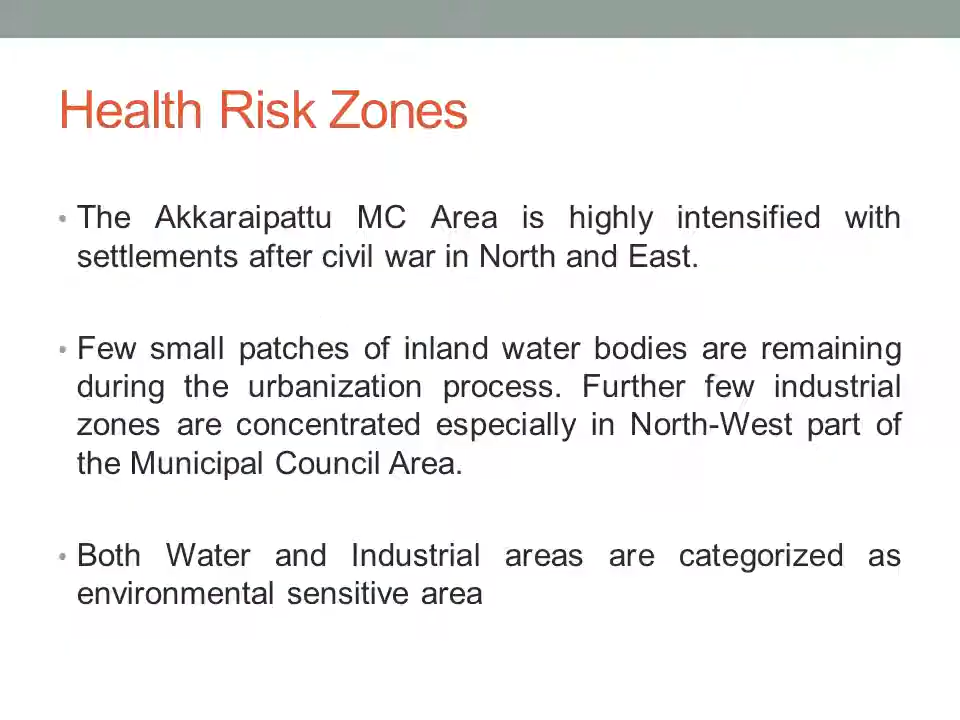 Health Risk Zones
• The Akkaraipattu MC Area is highly intensified with
settlements after civil war in North and East.
• Few small patches of inland water bodies are remaining
during the urbanization process. Further few industrial
zones are concentrated especially in North-West part of
the Municipal Council Area.
• Both Water and Industrial areas are categorized as
environmental sensitive area